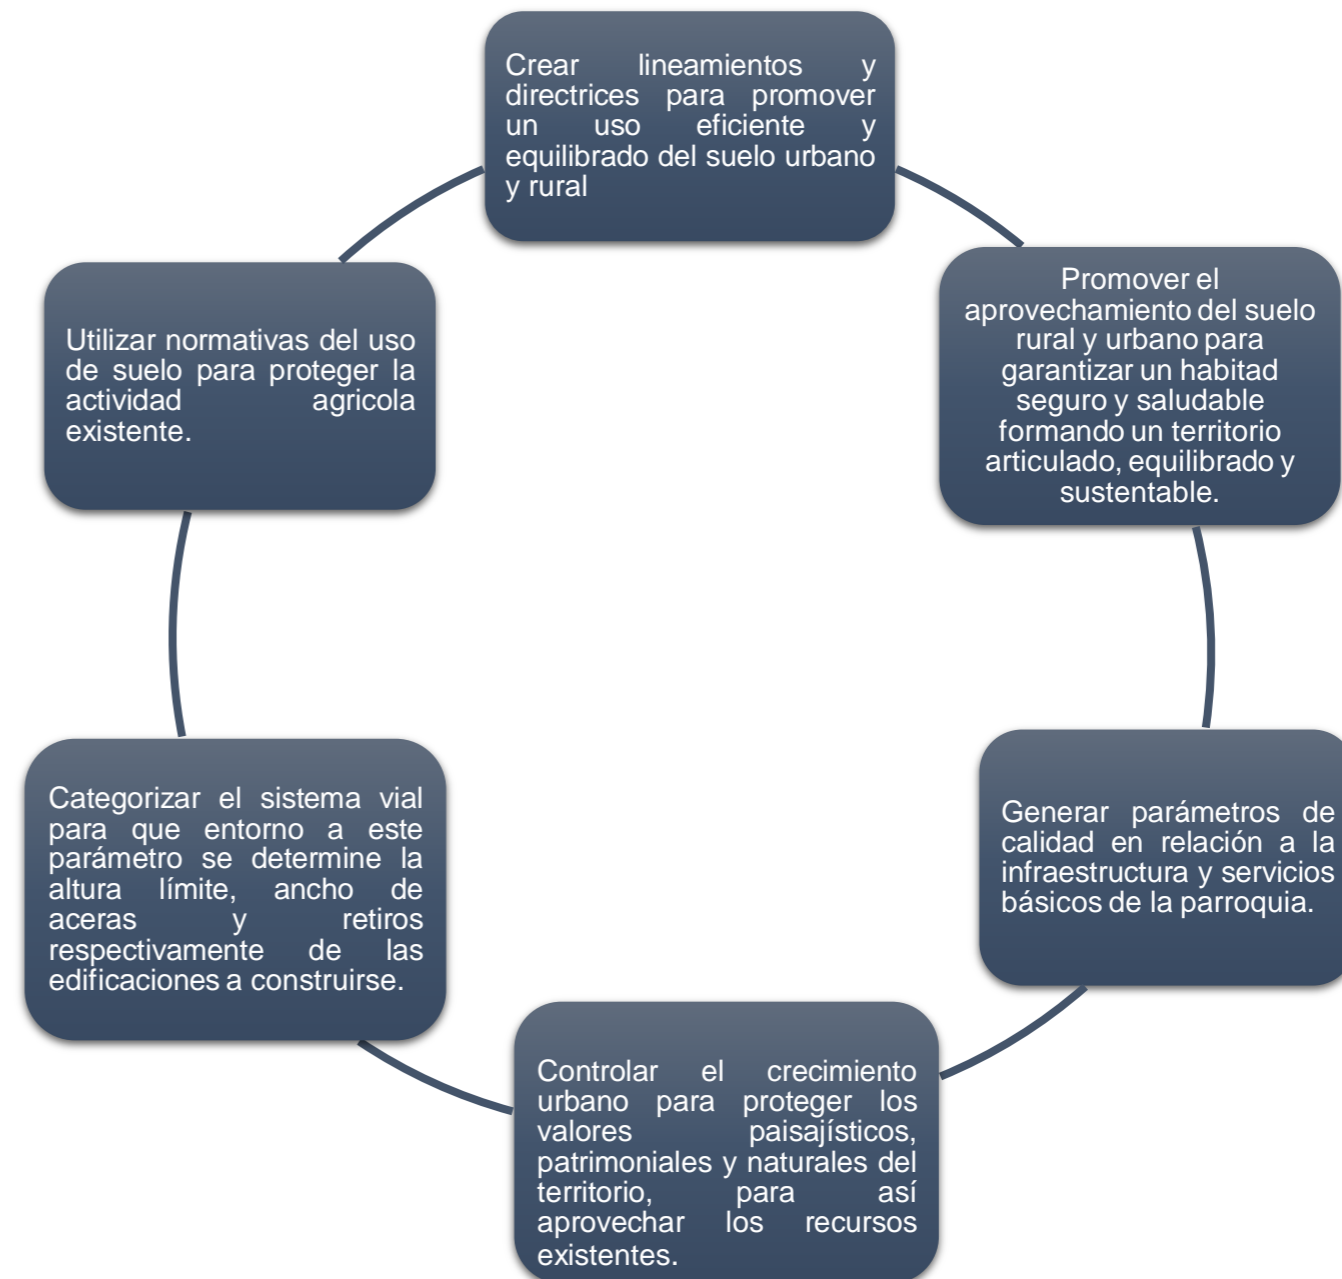 Crear lineamientos y
directrices para promover
un uso eficiente y
equilibrado del suelo urbano
y rural
Promover el
aprovechamiento del suelo
rural y urbano para
garantizar un habitad
seguro y saludable
formando un territorio
articulado, equilibrado y
sustentable.
Generar parámetros de
calidad en relación a la
infraestructura y servicios
básicos de la parroquia.
Controlar el crecimiento
urbano para proteger los
valores paisajísticos,
patrimoniales y naturales del
territorio, para así
aprovechar los recursos
existentes.
Categorizar el sistema vial
para que entorno a este
parámetro se determine la
altura límite, ancho de
aceras y retiros
respectivamente de las
edificaciones a construirse.
Utilizar normativas del uso
de suelo para proteger la
actividad agricola
existente.